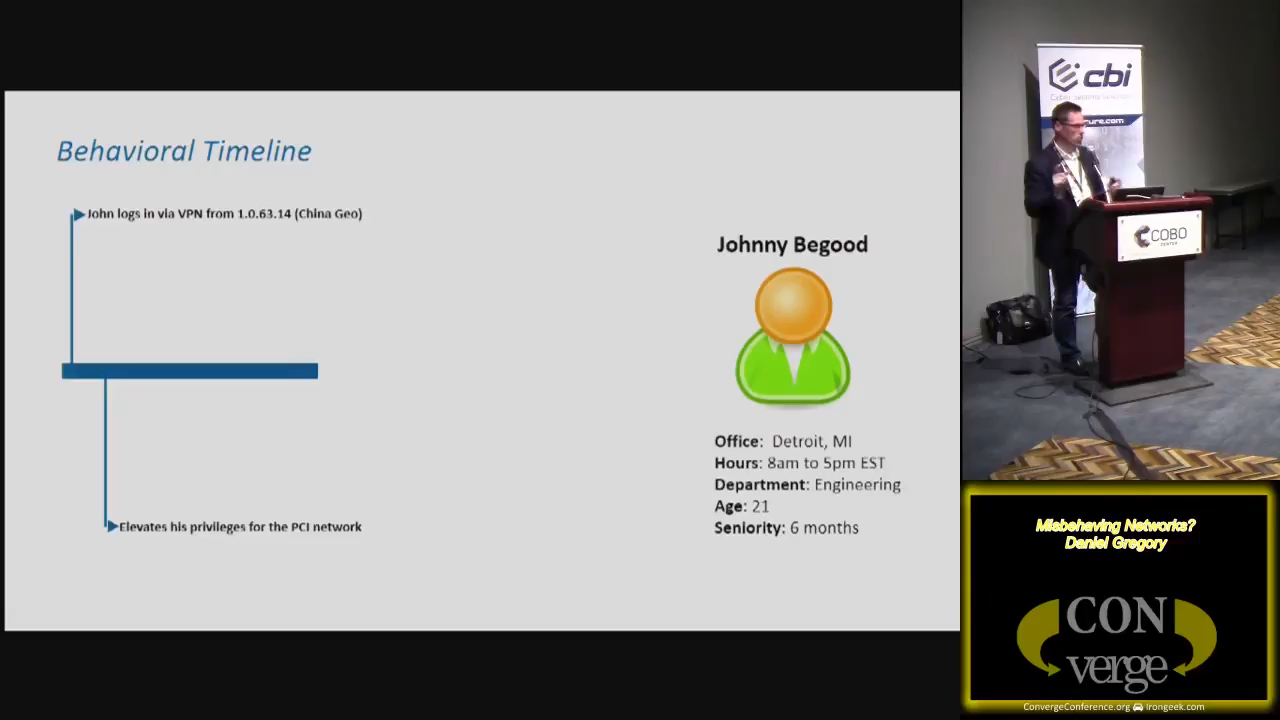 Behavioral Timeline
John logs in via VPN from 1.0.63.14 (China Geo)
Elevates his privileges for the PCI network
Johnny Begood
Office: Detroit, MI
Hours: 8am to 5pm EST
Department: Engineering
Age: 21
Seniority: 6 months
cbi
COBO
CENTER
Misbehaving Networks?
Daniel Gregory
CON
verge
ConvergeConference.org Irongeek.com